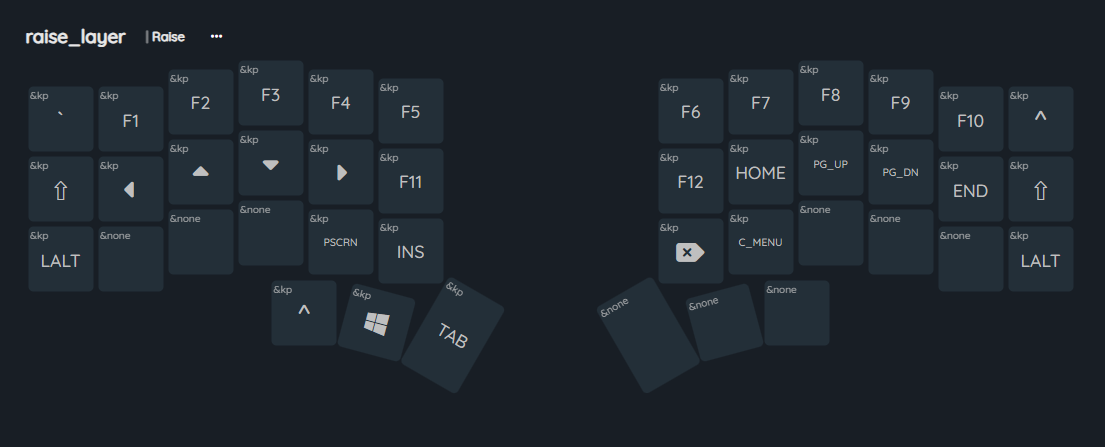 raise_layer | Raise ...
&kp &kp &kp &kp &kp &kp &kp &kp &kp &kp &kp &kp
` F1 F2 F3 F4 F5 F6 F7 F8 F9 F10 ^
&kp &kp &kp &kp &kp &kp &kp &kp &kp &kp &kp &kp
⇧ ◀ ▲ ▼ ▶ F11 F12 HOME PG_UP PG_DN END ⇧
&kp &none &none &none &kp &kp &kp &kp &none &none &none &kp
LALT PSCRN INS ⌦ C_MENU LALT
&kp &kp &kp &none &none &none
^ TAB